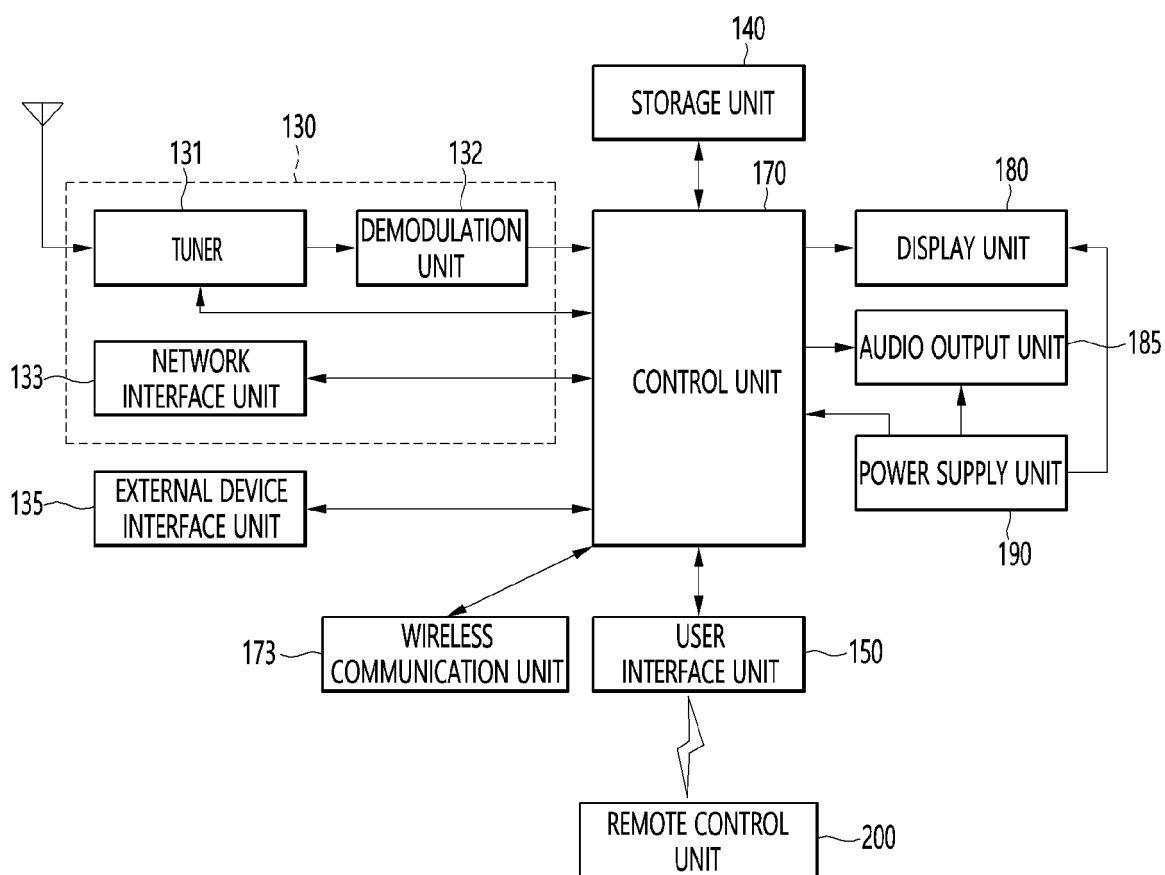 140
STORAGE UNIT
130
131
132
170
180
TUNER
DEMODULATION
UNIT
DISPLAY UNIT
133
NETWORK
INTERFACE UNIT
CONTROL UNIT
AUDIO OUTPUT UNIT
185
135
EXTERNAL DEVICE
INTERFACE UNIT
POWER SUPPLY UNIT
190
173
WIRELESS
COMMUNICATION UNIT
USER
INTERFACE UNIT
150
REMOTE CONTROL
UNIT
200